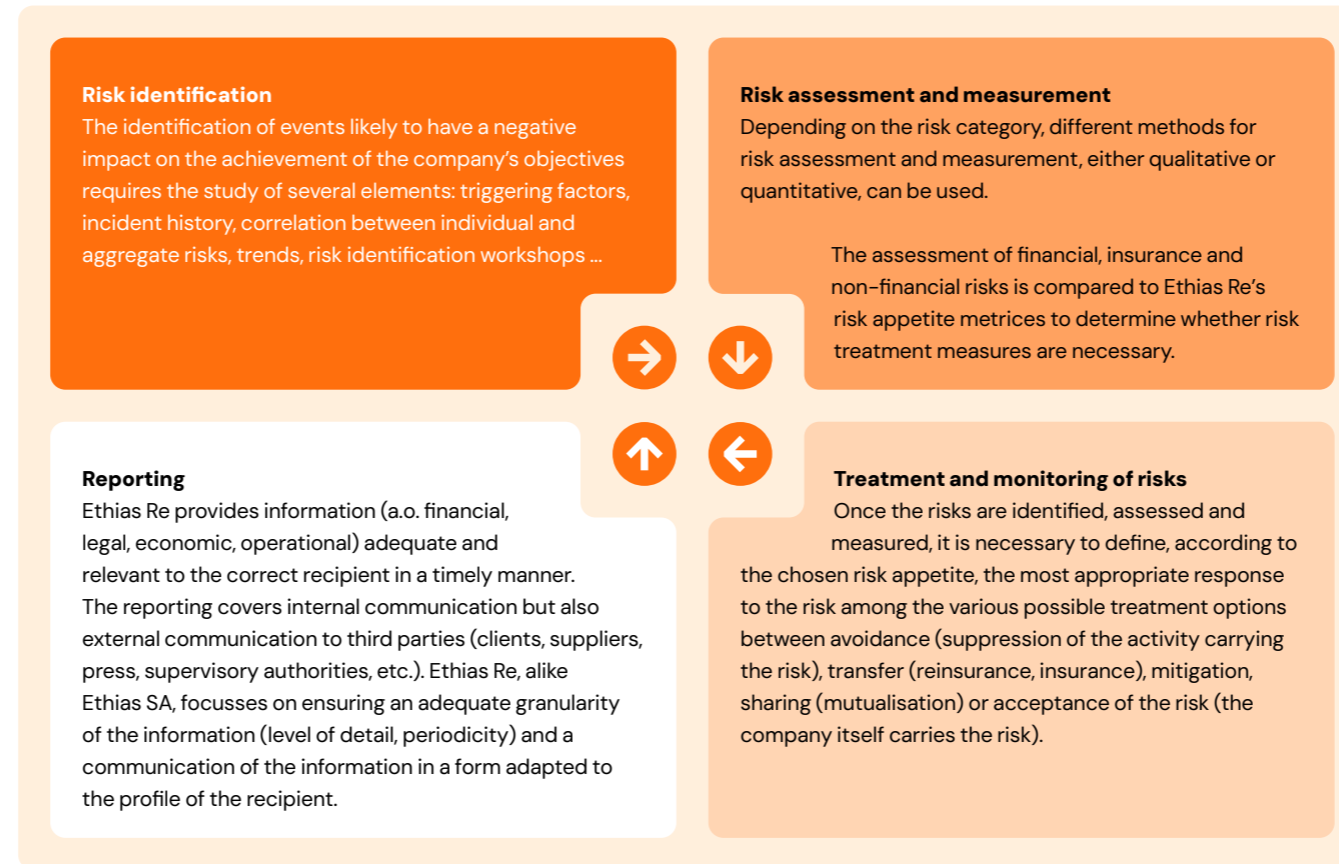 Risk identification
The identification of events likely to have a negative
impact on the achievement of the company's objectives
requires the study of several elements: triggering factors,
incident history, correlation between individual and
aggregate risks, trends, risk identification workshops ...
Risk assessment and measurement
Depending on the risk category, different methods for
risk assessment and measurement, either qualitative or
quantitative, can be used.
The assessment of financial, insurance and
non-financial risks is compared to Ethias Re's
risk appetite metrices to determine whether risk
treatment measures are necessary.
Reporting
Ethias Re provides information (a.o. financial,
legal, economic, operational) adequate and
relevant to the correct recipient in a timely manner.
The reporting covers internal communication but also
external communication to third parties (clients, suppliers,
press, supervisory authorities, etc.). Ethias Re, alike
Ethias SA, focusses on ensuring an adequate granularity
of the information (level of detail, periodicity) and a
communication of the information in a form adapted to
the profile of the recipient.
Treatment and monitoring of risks
Once the risks are identified, assessed and
measured, it is necessary to define, according to
the chosen risk appetite, the most appropriate response
to the risk among the various possible treatment options
between avoidance (suppression of the activity carrying
the risk), transfer (reinsurance, insurance), mitigation,
sharing (mutualisation) or acceptance of the risk (the
company itself carries the risk).